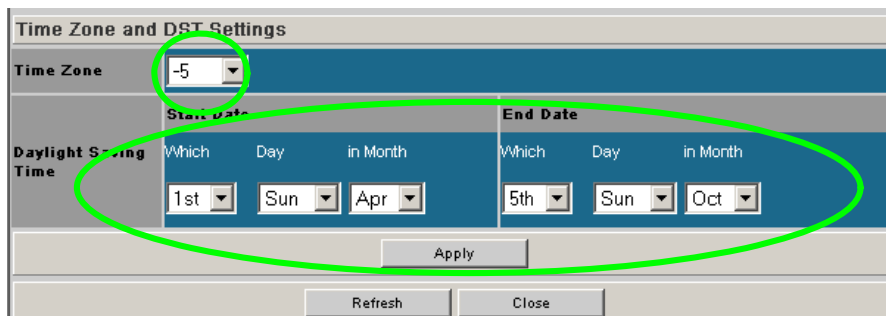 Time Zone and DST Settings
Time Zone -5
Start Date End Date
Daylight Saving Time
Which Day in Month Which Day in Month
1st Sun Apr 5th Sun Oct
Apply
Refresh Close